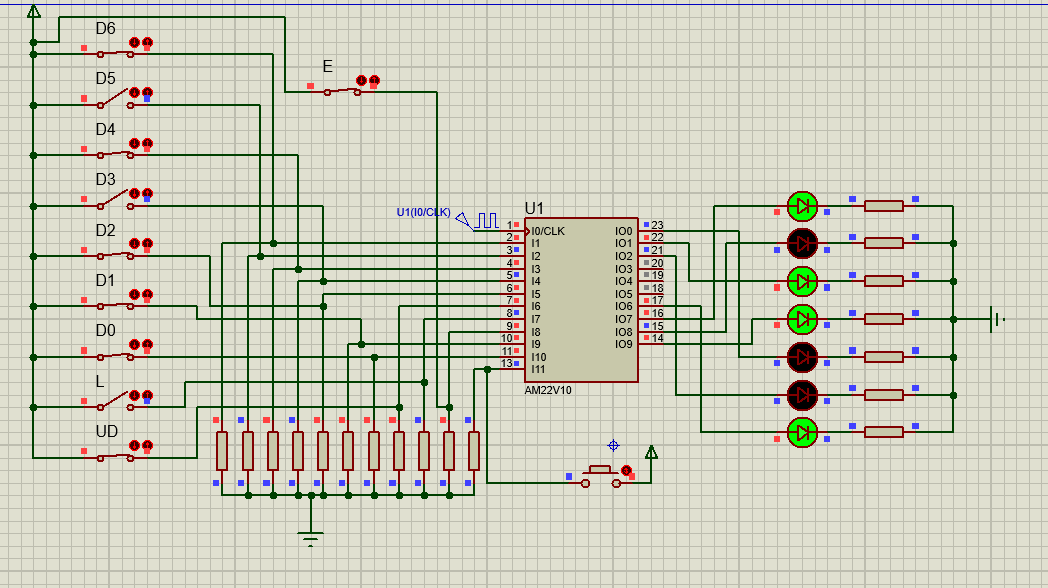 D6
E
D5
D4
D3
D2
D1
D0
L
UD
U1(I0/CLK)
U1
1 I0/CLK IO0 23
2 I1 IO1 22
3 I2 IO2 21
4 I3 IO3 20
5 I4 IO4 19
6 I5 IO5 18
7 I6 IO6 17
8 I7 IO7 16
9 I8 IO8 15
10 I9 IO9 14
11 I10
13 I11
AM22V10